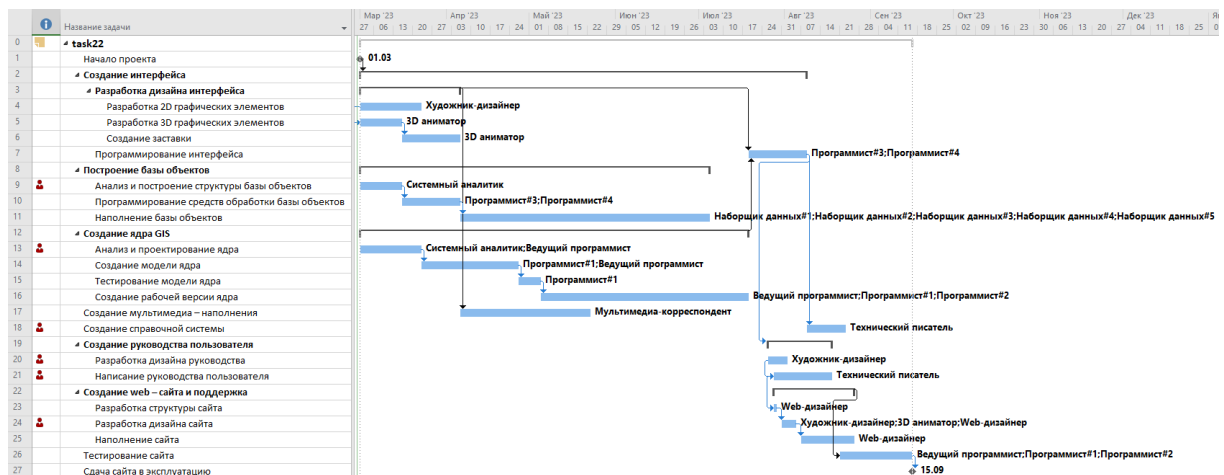 Мар '23 Апр '23 Май '23 Июн '23 Июл '23 Авг '23 Сен '23 Окт '23 Ноя '23 Дек '23 Ян
Название задачи 27 06 13 20 27 03 10 17 24 01 08 15 22 29 05 12 19 26 03 10 17 24 31 07 14 21 28 04 11 18 25 02 09 16 23 30 06 13 20 27 04 11 18 25 0
0 task22
1 Начало проекта 01.03
2 Создание интерфейса
3 Разработка дизайна интерфейса
4 Разработка 2D графических элементов Художник-дизайнер
5 Разработка 3D графических элементов 3D аниматор
6 Создание заставки 3D аниматор
7 Программирование интерфейса Программист#3;Программист#4
8 Построение базы объектов
9 Анализ и построение структуры базы объектов Системный аналитик
10 Программирование средств обработки базы объектов Программист#3;Программист#4
11 Наполнение базы объектов Наборщик данных#1;Наборщик данных#2;Наборщик данных#3;Наборщик данных#4;Наборщик данных#5
12 Создание ядра GIS
13 Анализ и проектирование ядра Системный аналитик;Ведущий программист
14 Создание модели ядра Программист#1;Ведущий программист
15 Тестирование модели ядра Программист#1
16 Создание рабочей версии ядра Ведущий программист;Программист#1;Программист#2
17 Создание мультимедиа – наполнения Мультимедиа-корреспондент
18 Создание справочной системы Технический писатель
19 Создание руководства пользователя
20 Разработка дизайна руководства Художник-дизайнер
21 Написание руководства пользователя Технический писатель
22 Создание web – сайта и поддержка
23 Разработка структуры сайта Web-дизайнер
24 Разработка дизайна сайта Художник-дизайнер;3D аниматор;Web-дизайнер
25 Наполнение сайта Web-дизайнер
26 Тестирование сайта Ведущий программист;Программист#1;Программист#2
27 Сдача сайта в эксплуатацию 15.09